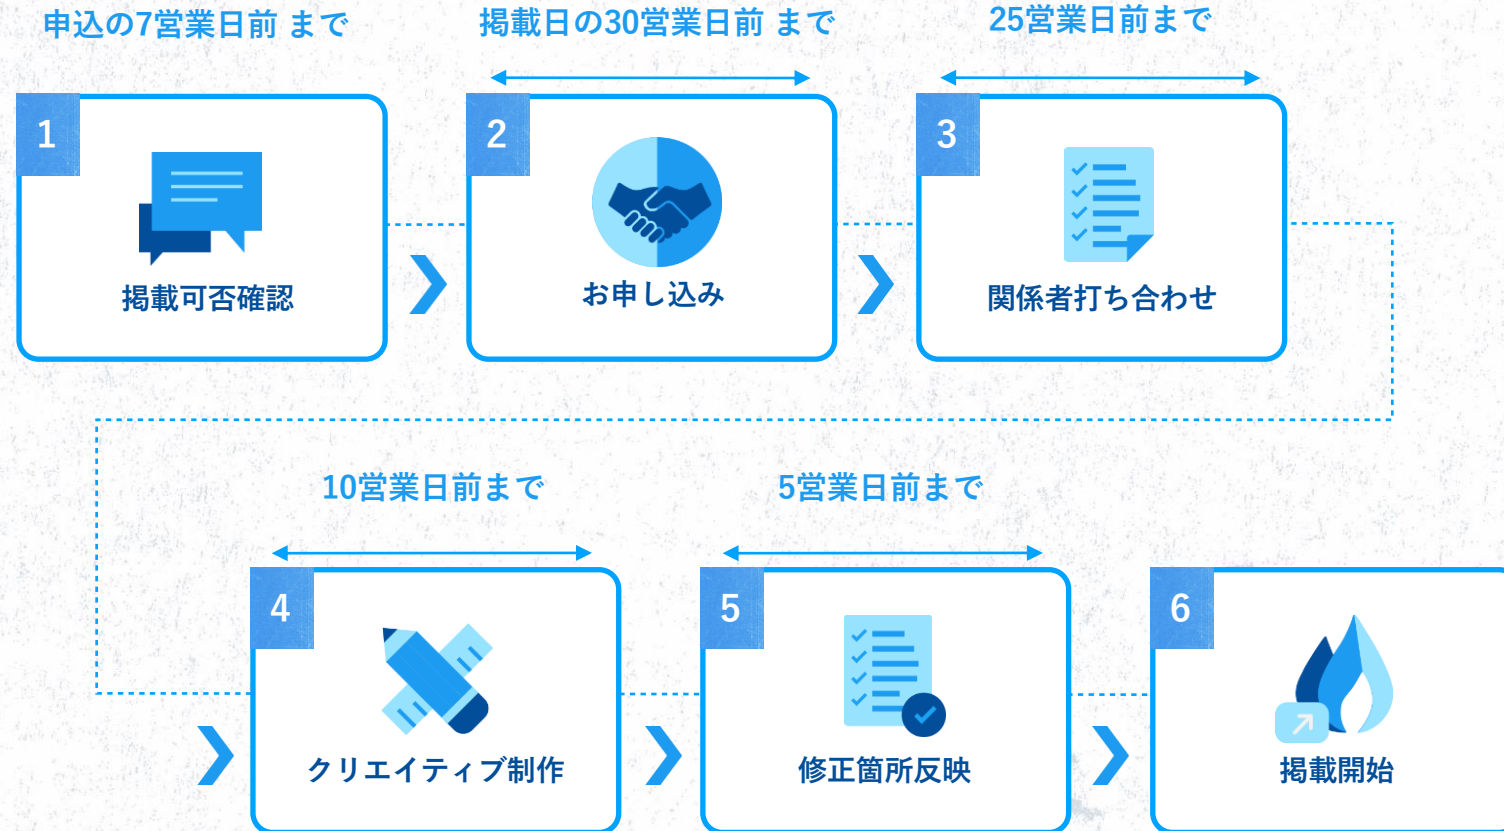 申込の7営業日前 まで
掲載日の30営業日前 まで
25営業日前まで
1
掲載可否確認
2
お申し込み
3
関係者打ち合わせ
10営業日前まで
5営業日前まで
4
クリエイティブ制作
5
修正箇所反映
6
掲載開始